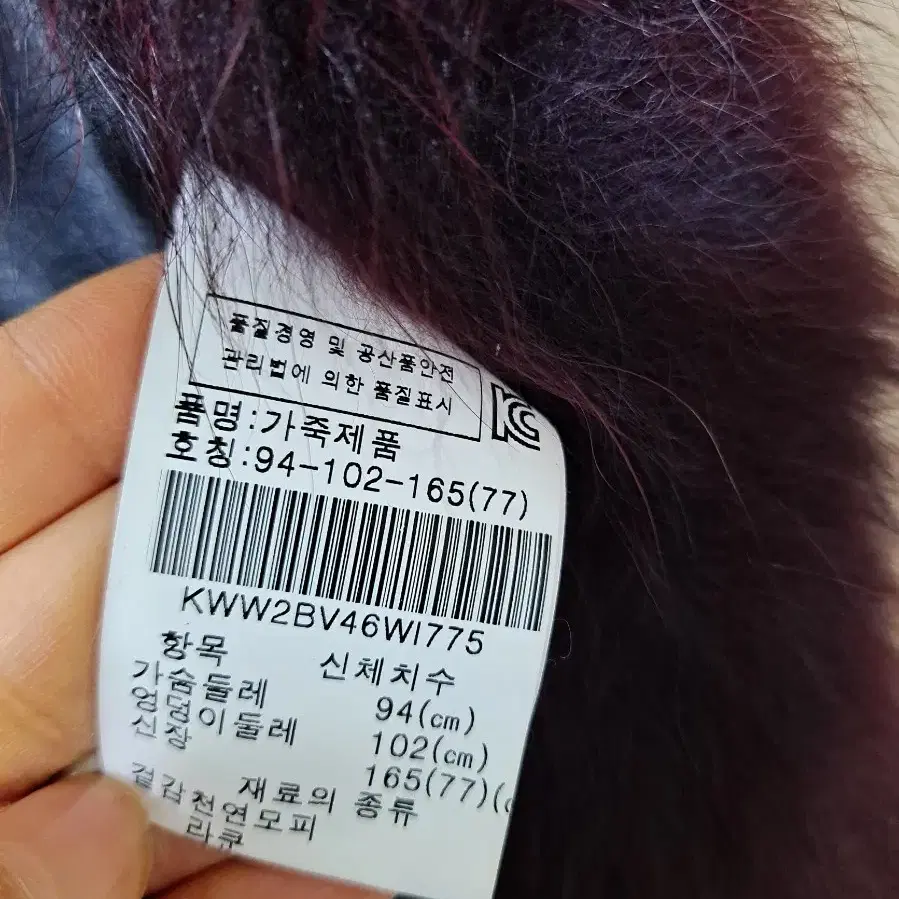 품질경영 및 공산품안전
관리법에 의한 품질표시
KC
품명:가죽제품
호칭:94-102-165(77)
KWW2BV46WI775
항목 신체치수
가슴둘레 94(cm)
엉덩이둘레 102(cm)
신장 165(77)(
재료의 종류
겉감천연모피
라쿤